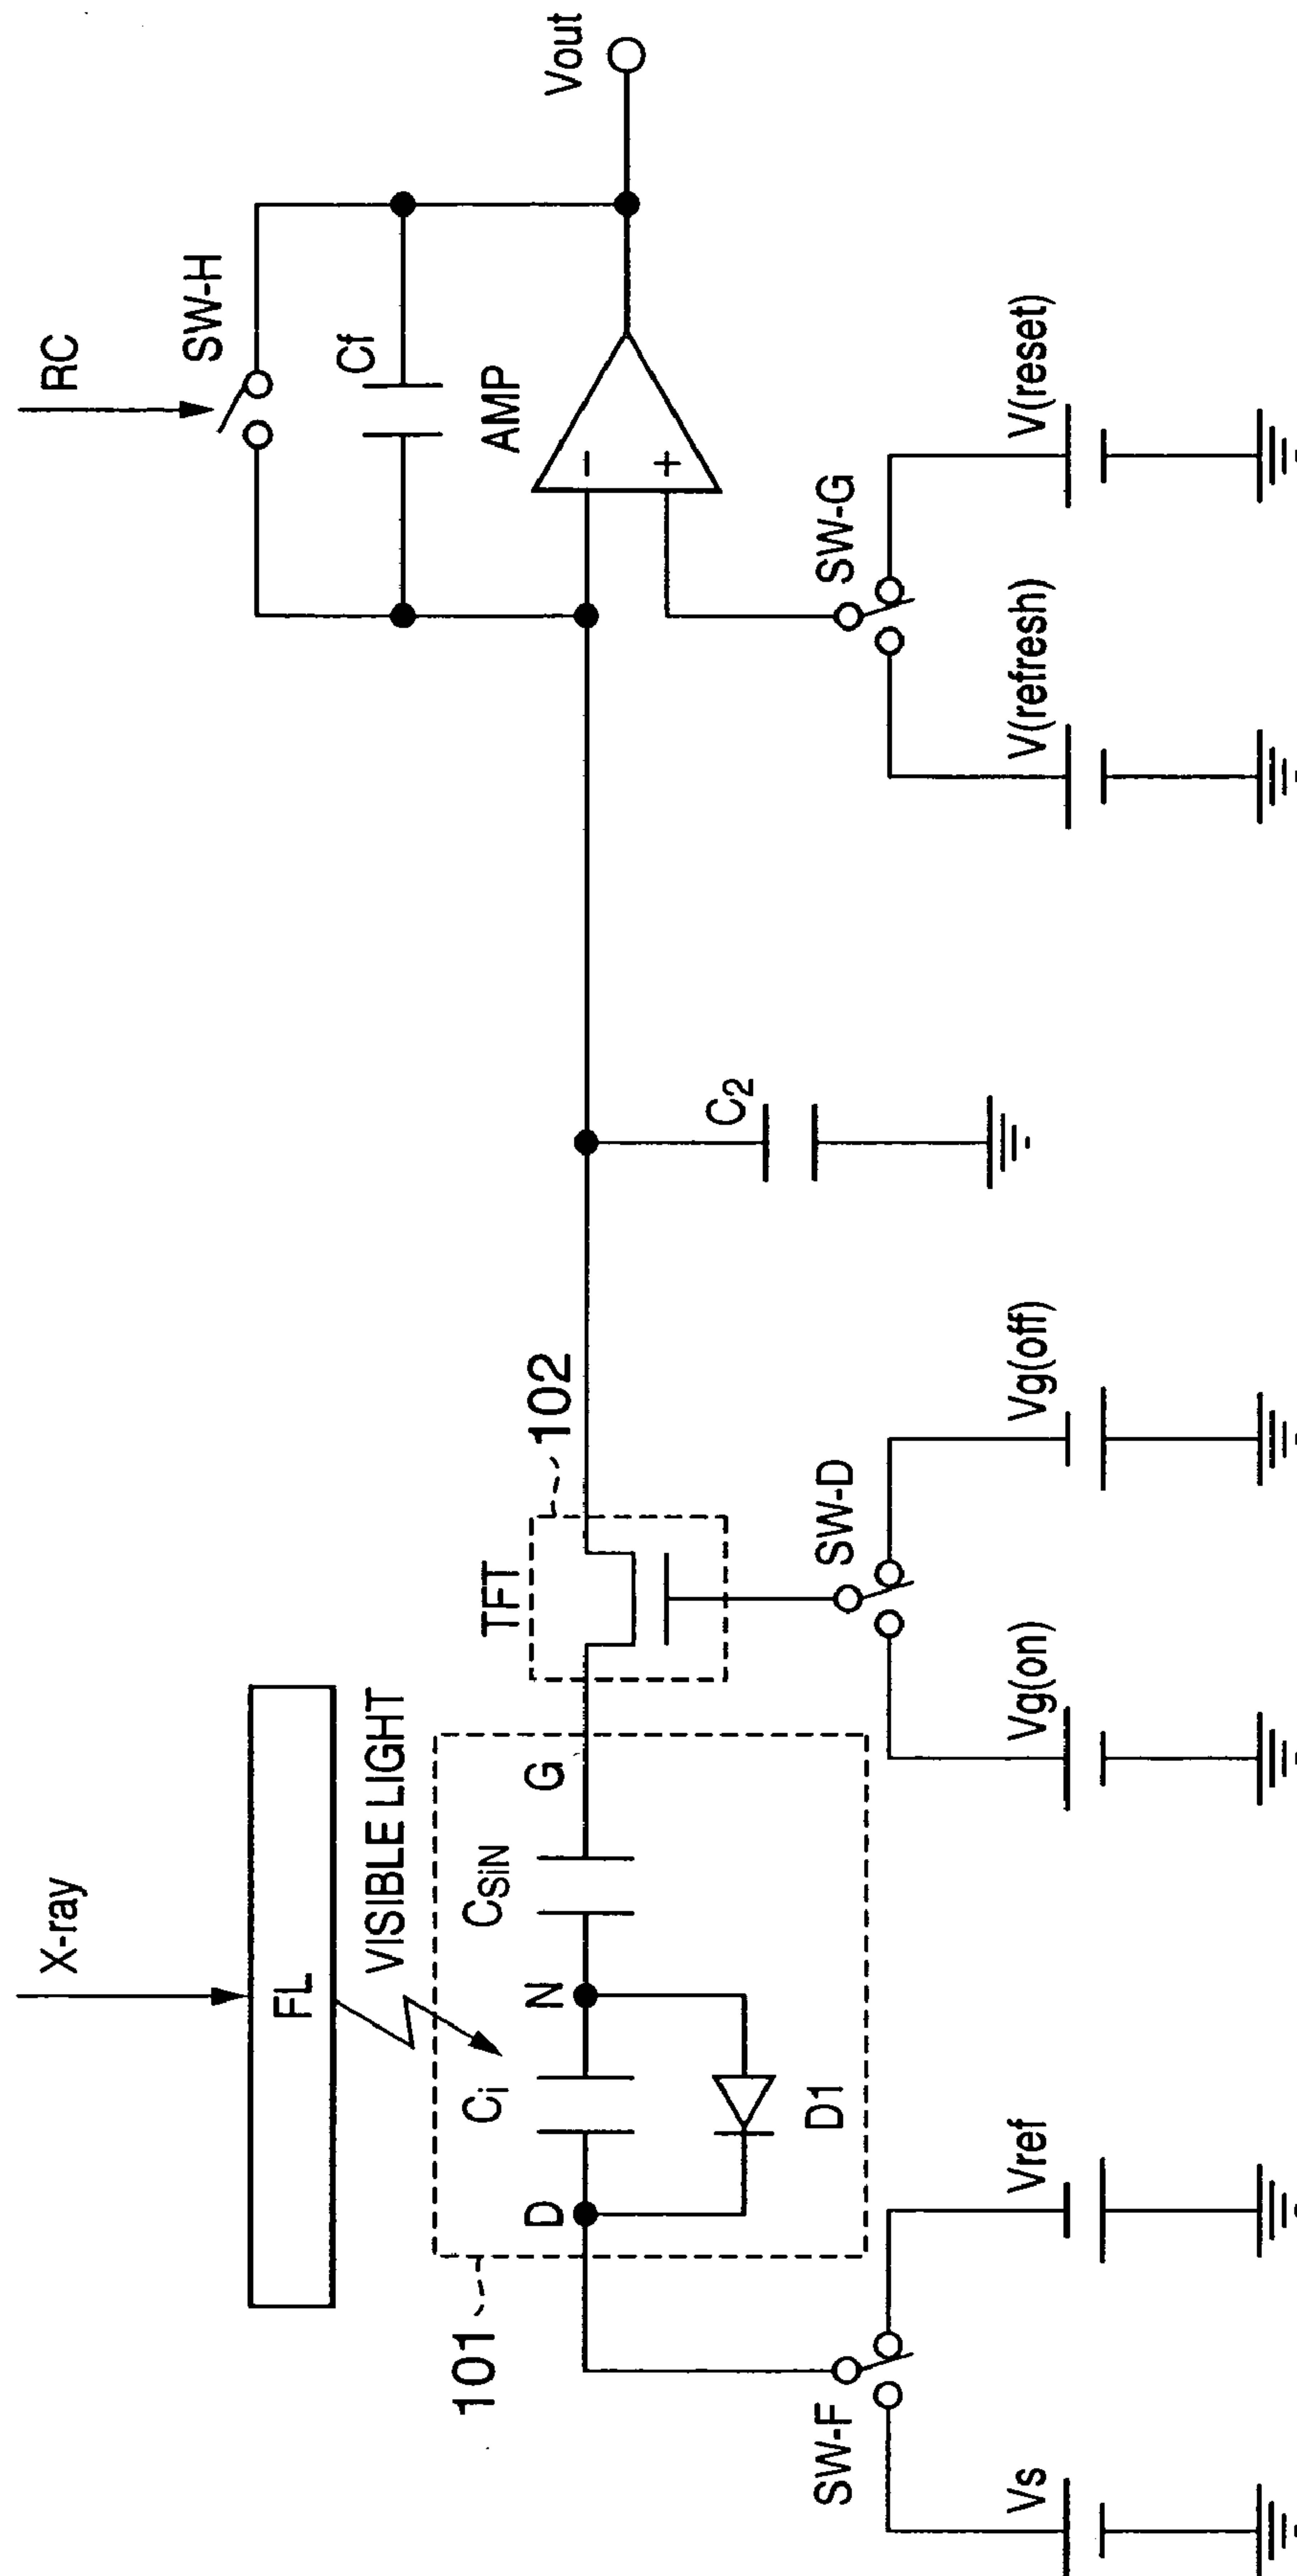 X-ray
RC
FL
VISIBLE LIGHT
SW-H
Cf
101
Ci
CSiN
D
N
G
D1
TFT
102
C2
AMP
−
+
Vout
SW-F
SW-D
SW-G
Vs
Vref
Vg(on)
Vg(off)
V(refresh)
V(reset)